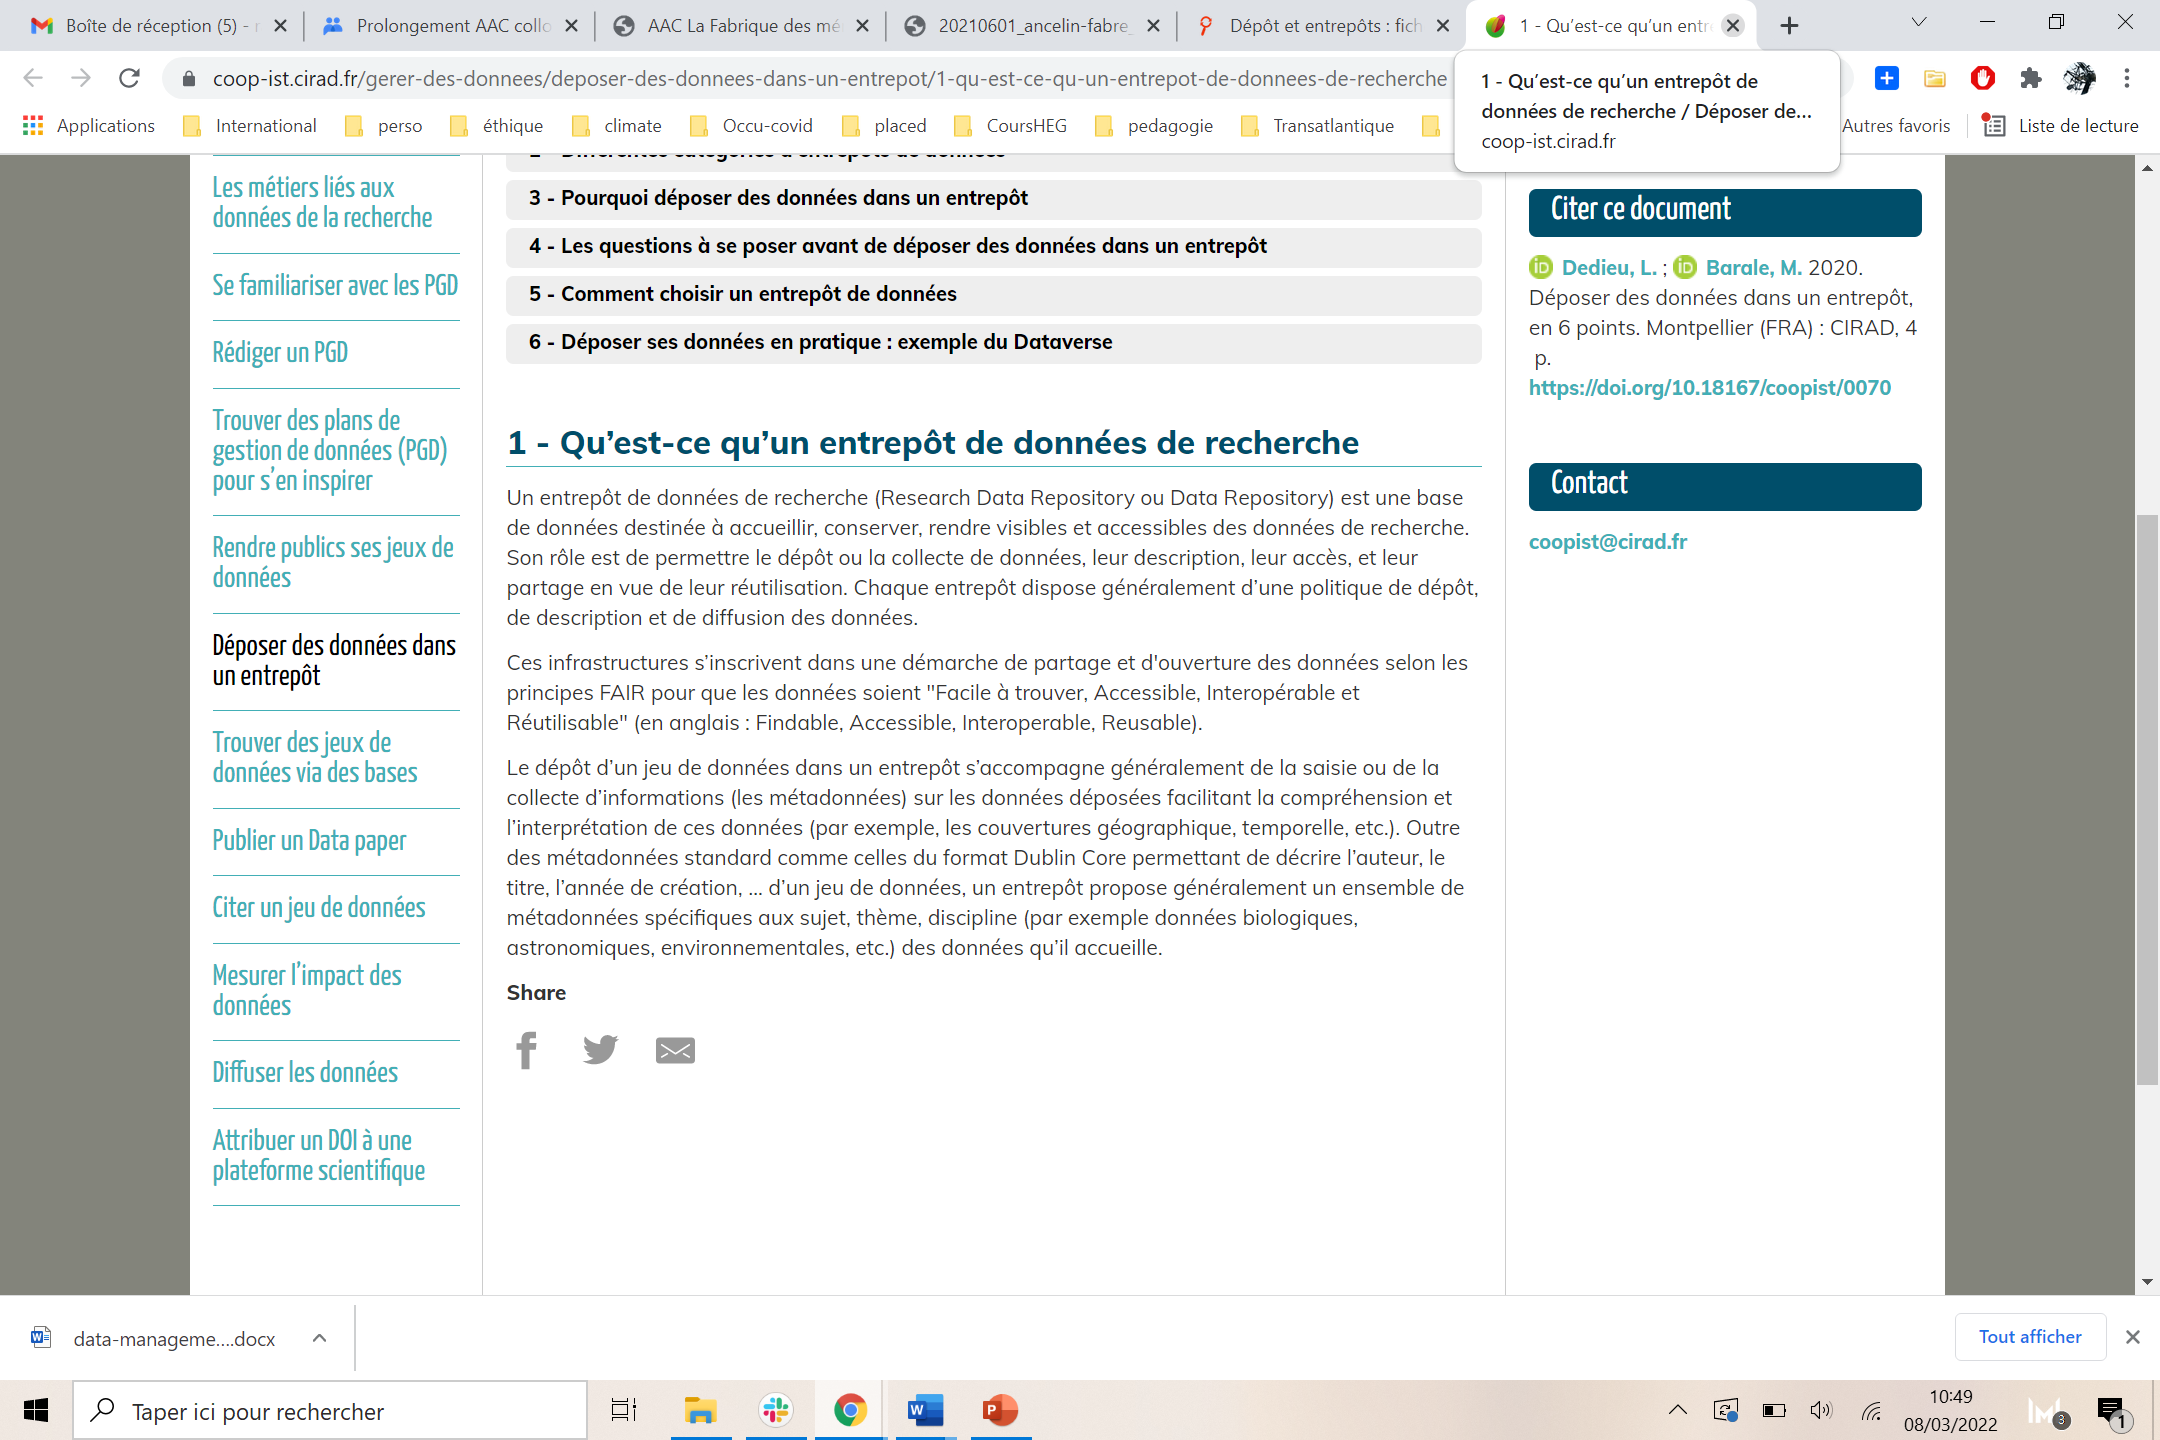 Boîte de réception (5) -
Prolongement AAC collo
AAC La Fabrique des mé
20210601_ancelin-fabre_
Dépôt et entrepôts : fich
1 - Qu’est-ce qu’un entr
coop-ist.cirad.fr/gerer-des-donnees/deposer-des-donnees-dans-un-entrepot/1-qu-est-ce-qu-un-entrepot-de-donnees-de-recherche
1 - Qu’est-ce qu’un entrepôt de
données de recherche / Déposer de...
coop-ist.cirad.fr
Applications
International
perso
éthique
climate
Occu-covid
placed
CoursHEG
pedagogie
Transatlantique
Autres favoris
Liste de lecture
Les métiers liés aux
données de la recherche
Se familiariser avec les PGD
Rédiger un PGD
Trouver des plans de
gestion de données (PGD)
pour s’en inspirer
Rendre publics ses jeux de
données
Déposer des données dans
un entrepôt
Trouver des jeux de
données via des bases
Publier un Data paper
Citer un jeu de données
Mesurer l’impact des
données
Diffuser les données
Attribuer un DOI à une
plateforme scientifique
3 - Pourquoi déposer des données dans un entrepôt
4 - Les questions à se poser avant de déposer des données dans un entrepôt
5 - Comment choisir un entrepôt de données
6 - Déposer ses données en pratique : exemple du Dataverse
1 - Qu’est-ce qu’un entrepôt de données de recherche
Un entrepôt de données de recherche (Research Data Repository ou Data Repository) est une base
de données destinée à accueillir, conserver, rendre visibles et accessibles des données de recherche.
Son rôle est de permettre le dépôt ou la collecte de données, leur description, leur accès, et leur
partage en vue de leur réutilisation. Chaque entrepôt dispose généralement d’une politique de dépôt,
de description et de diffusion des données.
Ces infrastructures s’inscrivent dans une démarche de partage et d'ouverture des données selon les
principes FAIR pour que les données soient "Facile à trouver, Accessible, Interopérable et
Réutilisable" (en anglais : Findable, Accessible, Interoperable, Reusable).
Le dépôt d’un jeu de données dans un entrepôt s’accompagne généralement de la saisie ou de la
collecte d’informations (les métadonnées) sur les données déposées facilitant la compréhension et
l’interprétation de ces données (par exemple, les couvertures géographique, temporelle, etc.). Outre
des métadonnées standard comme celles du format Dublin Core permettant de décrire l’auteur, le
titre, l’année de création, ... d’un jeu de données, un entrepôt propose généralement un ensemble de
métadonnées spécifiques aux sujet, thème, discipline (par exemple données biologiques,
astronomiques, environnementales, etc.) des données qu’il accueille.
Share
Citer ce document
iD Dedieu, L. ; iD Barale, M. 2020.
Déposer des données dans un entrepôt,
en 6 points. Montpellier (FRA) : CIRAD, 4
p.
https://doi.org/10.18167/coopist/0070
Contact
coopist@cirad.fr
data-manageme....docx
Tout afficher
Taper ici pour rechercher
10:49
08/03/2022
3
1